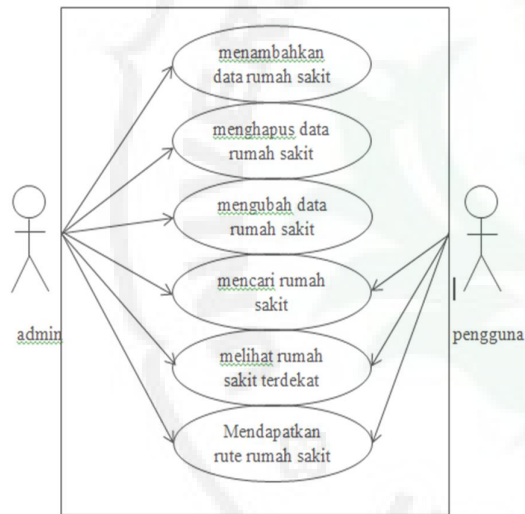 menambahkan
data rumah sakit
menghapus data
rumah sakit
mengubah data
rumah sakit
mencari rumah
sakit
admin
pengguna
melihat rumah
sakit terdekat
Mendapatkan
rute rumah sakit